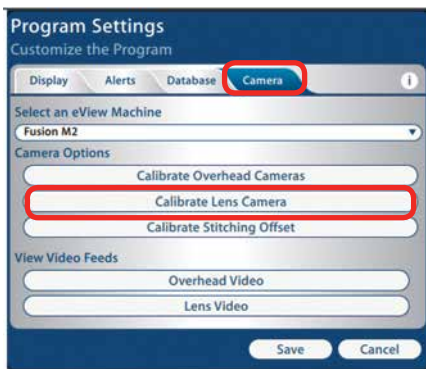 Program Settings
Customize the Program
Display Alerts Database Camera i
Select an eView Machine
Fusion M2
Camera Options
Calibrate Overhead Cameras
Calibrate Lens Camera
Calibrate Stitching Offset
View Video Feeds
Overhead Video
Lens Video
Save Cancel